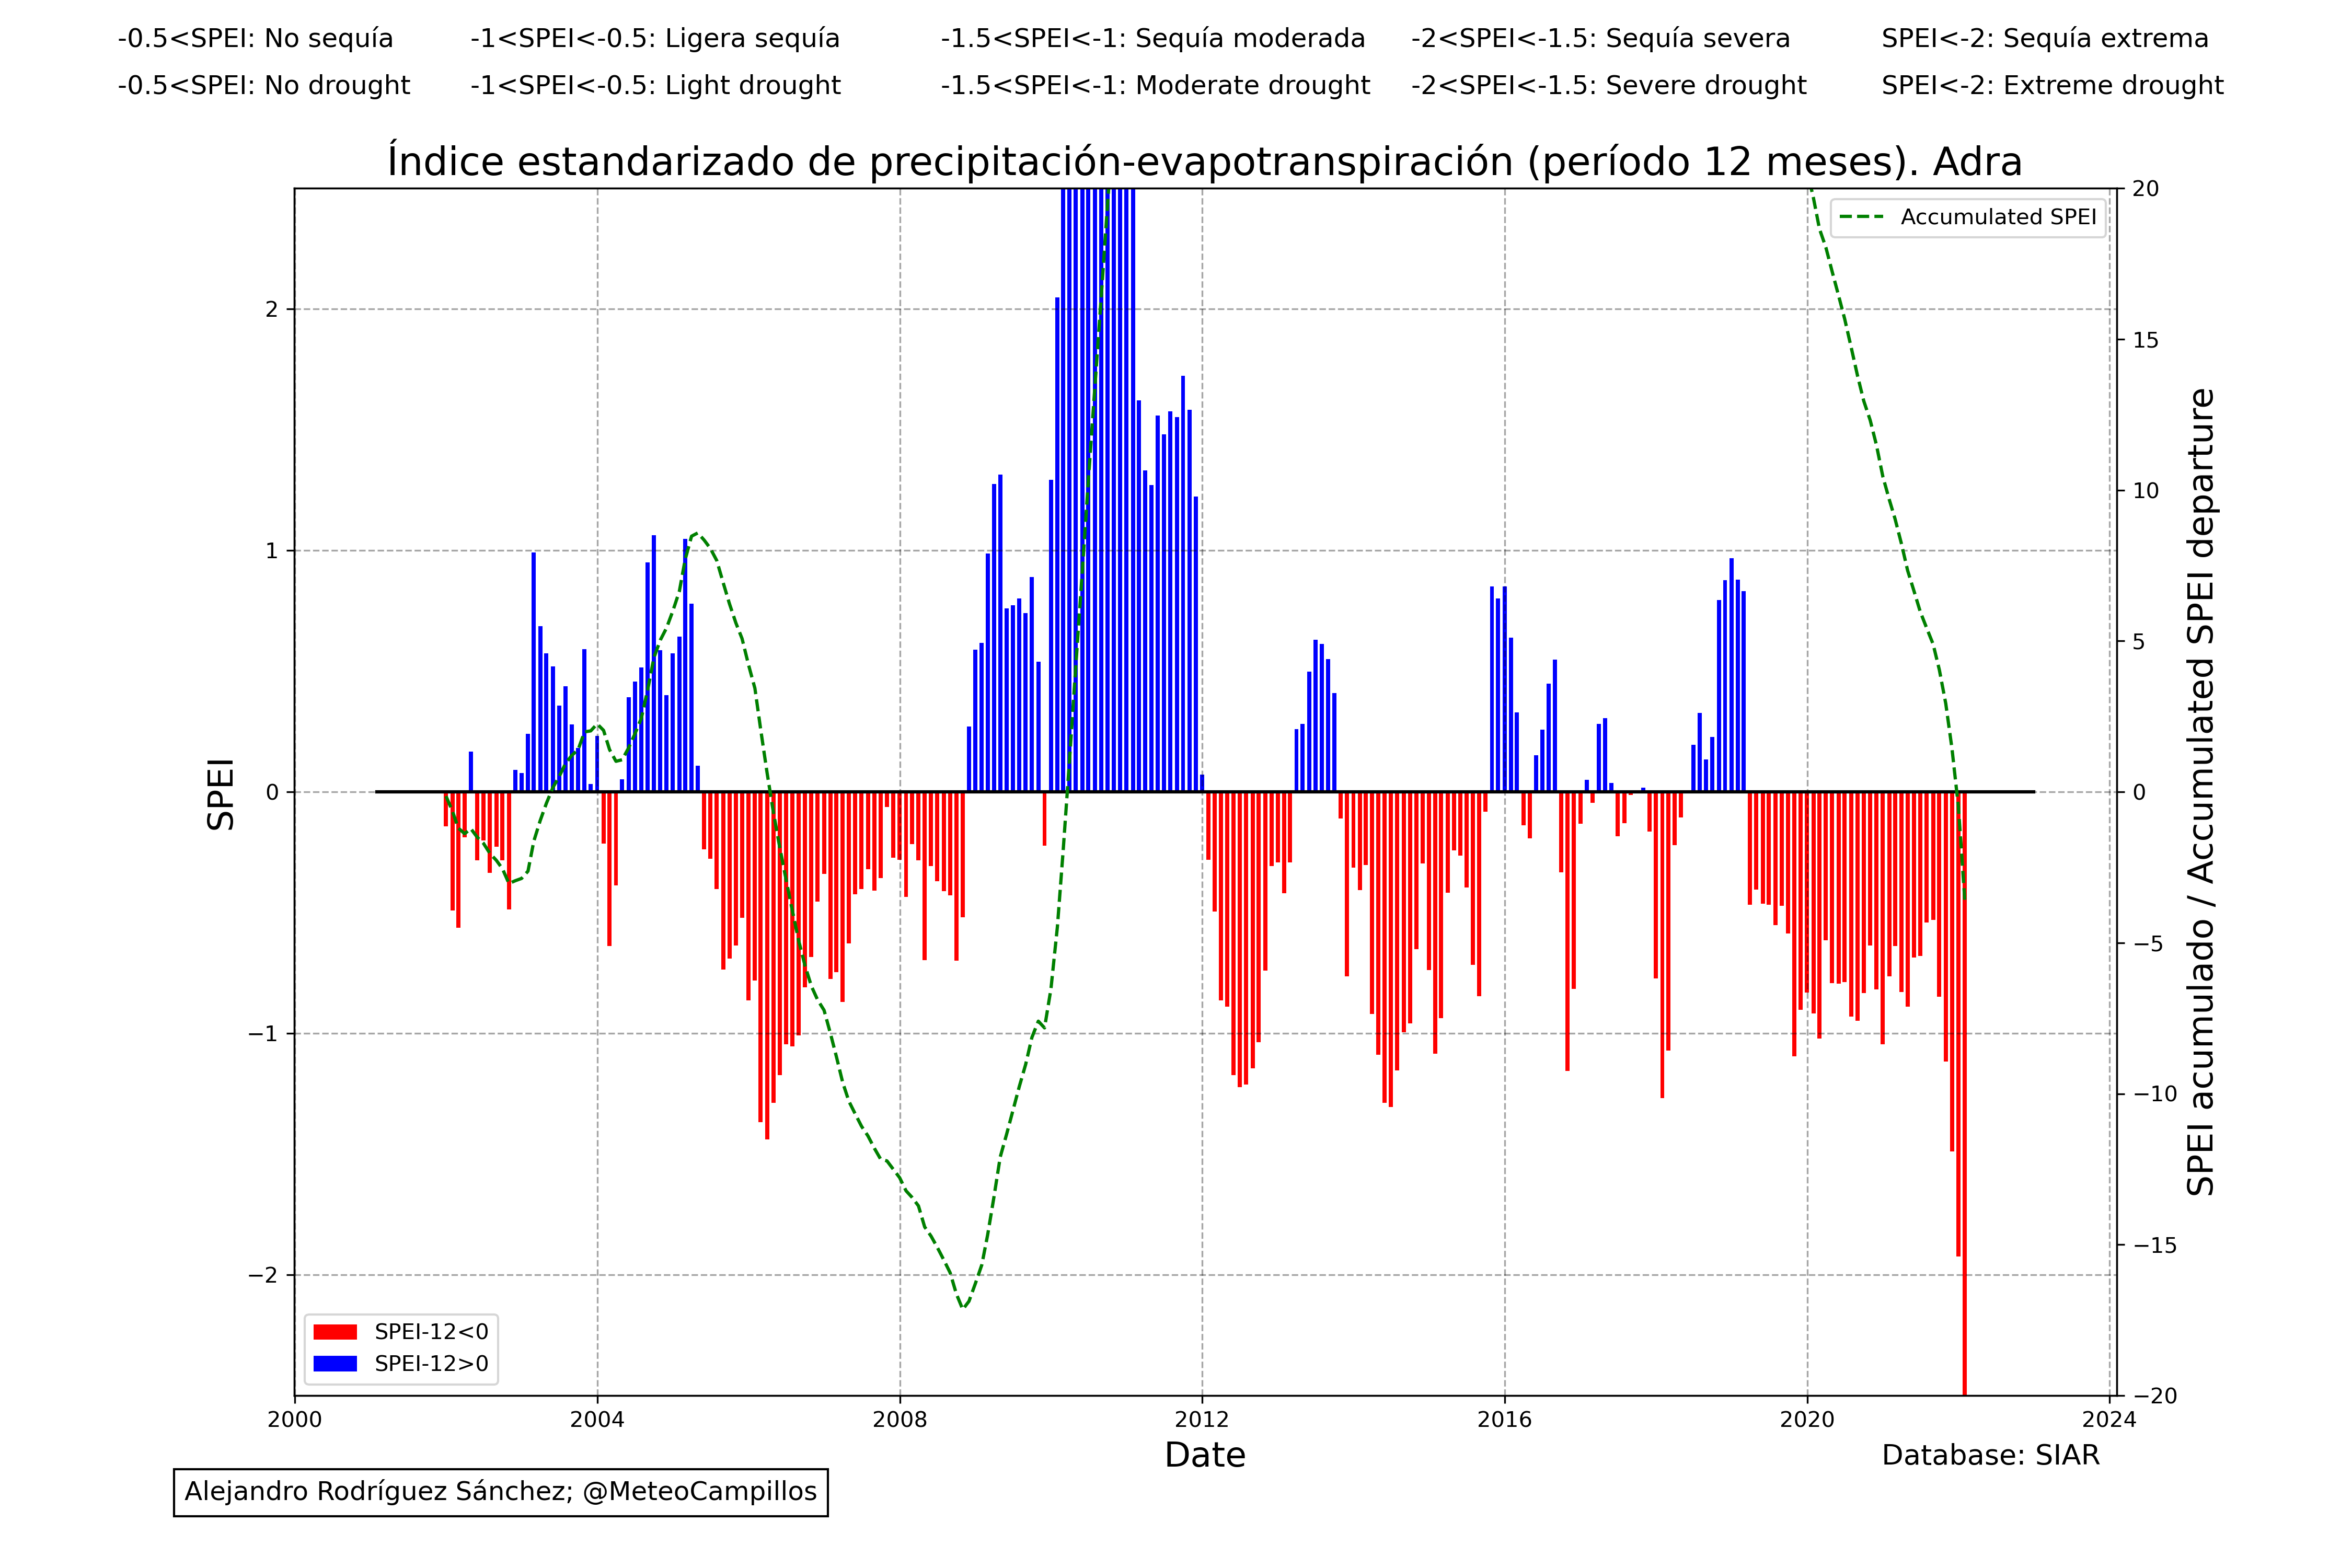 -0.5<SPEI: No sequía -1<SPEI<-0.5: Ligera sequía -1.5<SPEI<-1: Sequía moderada -2<SPEI<-1.5: Sequía severa SPEI<-2: Sequía extrema
-0.5<SPEI: No drought -1<SPEI<-0.5: Light drought -1.5<SPEI<-1: Moderate drought -2<SPEI<-1.5: Severe drought SPEI<-2: Extreme drought
Índice estandarizado de precipitación-evapotranspiración (período 12 meses). Adra
Accumulated SPEI
SPEI
2
1
0
−1
−2
20
15
10
5
0
−5
−10
−15
−20
SPEI acumulado / Accumulated SPEI departure
SPEI-12<0
SPEI-12>0
2000 2004 2008 2012 2016 2020 2024
Date
Database: SIAR
Alejandro Rodríguez Sánchez; @MeteoCampillos